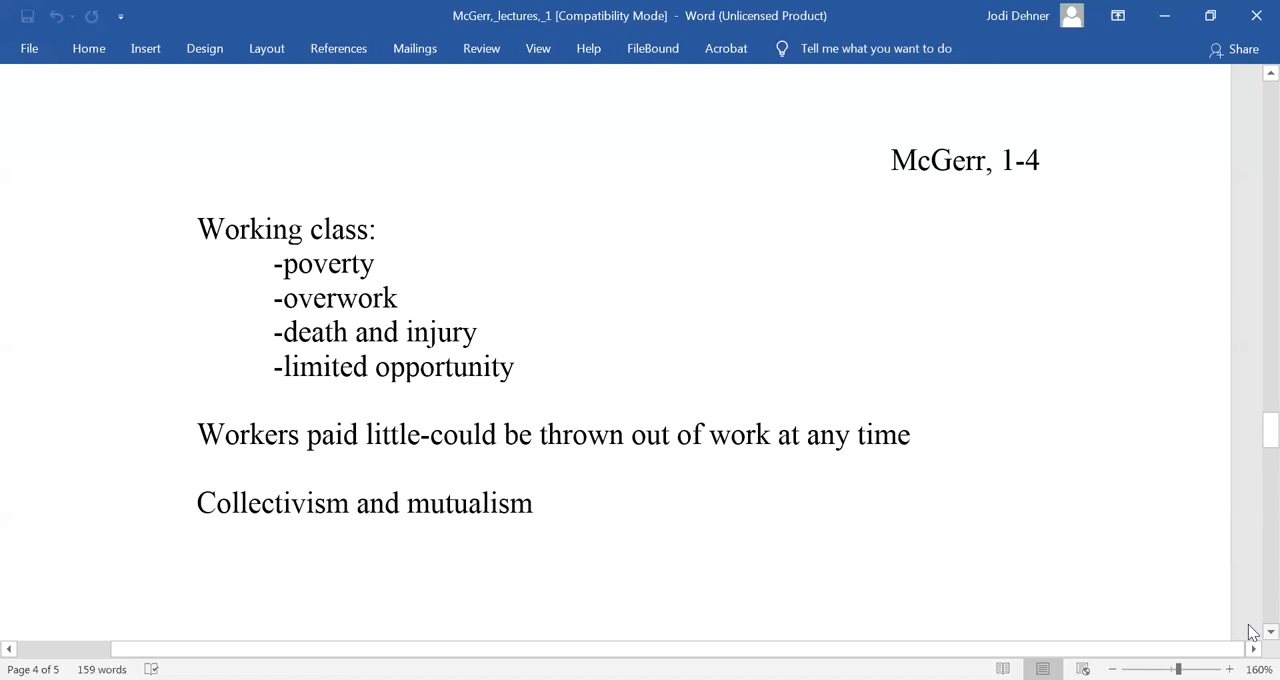 McGerr,_lectures,_1 [Compatibility Mode] - Word (Unlicensed Product)
Jodi Dehner
File Home Insert Design Layout References Mailings Review View Help FileBound Acrobat Tell me what you want to do Share
McGerr, 1-4
Working class:
-poverty
-overwork
-death and injury
-limited opportunity
Workers paid little-could be thrown out of work at any time
Collectivism and mutualism
Page 4 of 5 159 words 160%